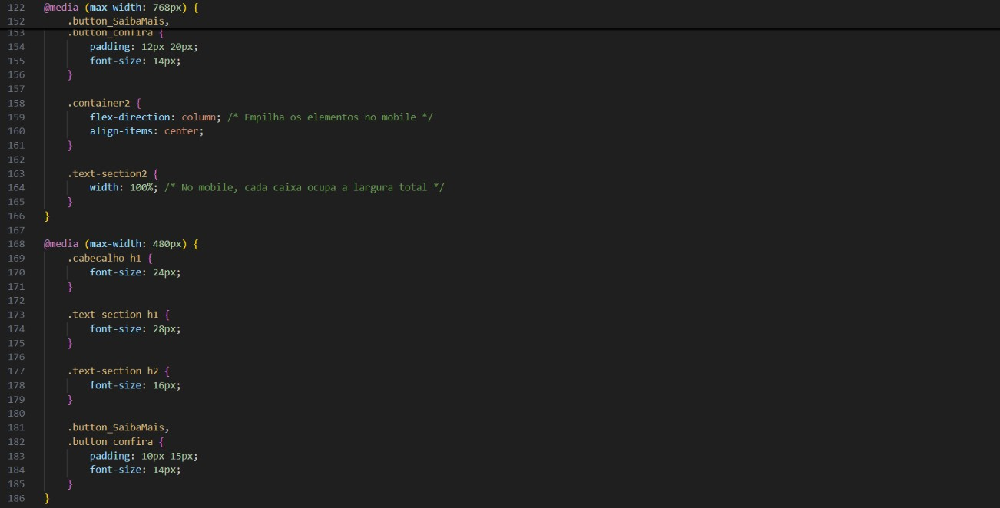 122 @media (max-width: 768px) {
152 .button_SaibaMais,
153 .button_confira {
154 padding: 12px 20px;
155 font-size: 14px;
156 }
157
158 .container2 {
159 flex-direction: column; /* Empilha os elementos no mobile */
160 align-items: center;
161 }
162
163 .text-section2 {
164 width: 100%; /* No mobile, cada caixa ocupa a largura total */
165 }
166 }
167
168 @media (max-width: 480px) {
169 .cabecalho h1 {
170 font-size: 24px;
171 }
172
173 .text-section h1 {
174 font-size: 28px;
175 }
176
177 .text-section h2 {
178 font-size: 16px;
179 }
180
181 .button_SaibaMais,
182 .button_confira {
183 padding: 10px 15px;
184 font-size: 14px;
185 }
186 }